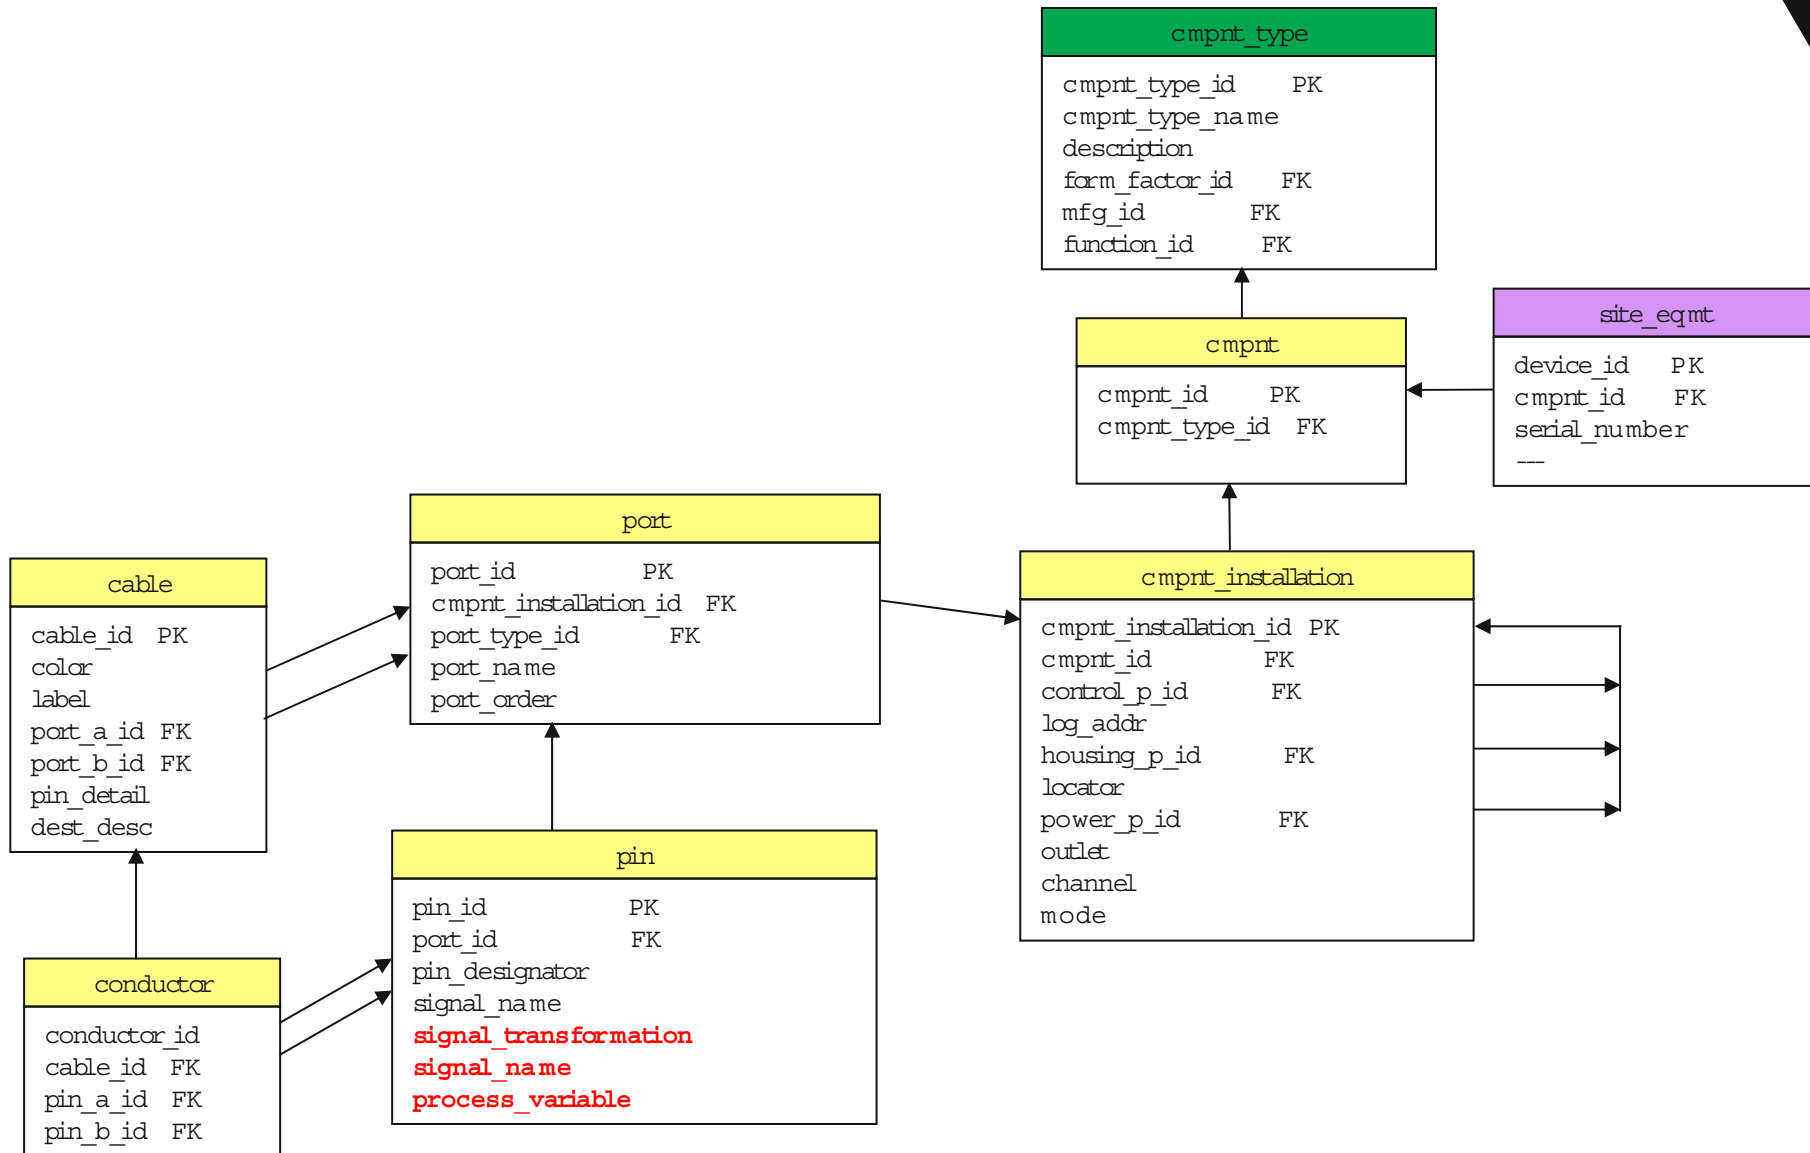 cmpnt_type
cmpnt_type_id PK
cmpnt_type_name
description
form_factor_id FK
mfg_id FK
function_id FK
cmpnt
cmpnt_id PK
cmpnt_type_id FK
site_eqmt
device_id PK
cmpnt_id FK
serial_number
---
port
port_id PK
cmpnt_installation_id FK
port_type_id FK
port_name
port_order
cmpnt_installation
cmpnt_installation_id PK
cmpnt_id FK
control_p_id FK
log_addr
housing_p_id FK
locator
power_p_id FK
outlet
channel
mode
cable
cable_id PK
color
label
port_a_id FK
port_b_id FK
pin_detail
dest_desc
pin
pin_id PK
port_id FK
pin_designator
signal_name
signal_transformation
signal_name
process_variable
conductor
conductor_id
cable_id FK
pin_a_id FK
pin_b_id FK